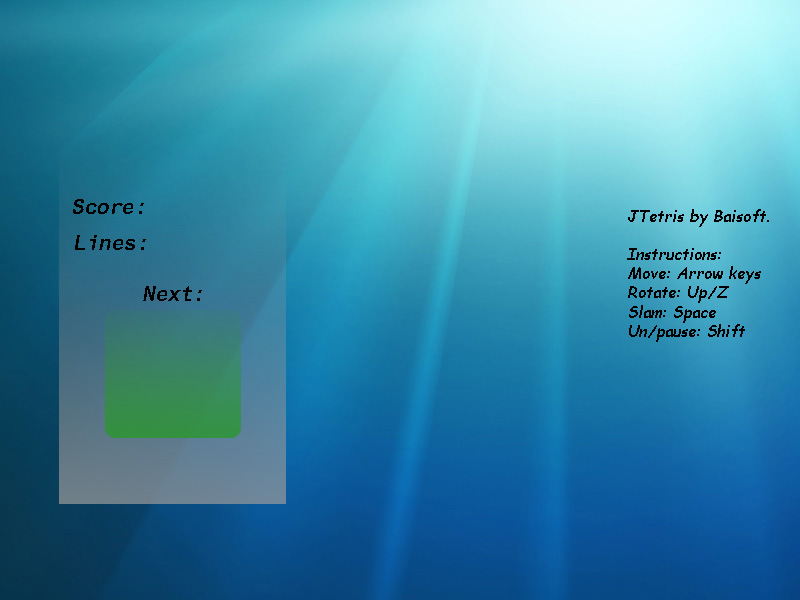 Score:
Lines:
Next:
JTetris by Baisoft.
Instructions:
Move: Arrow keys
Rotate: Up/Z
Slam: Space
Un/pause: Shift